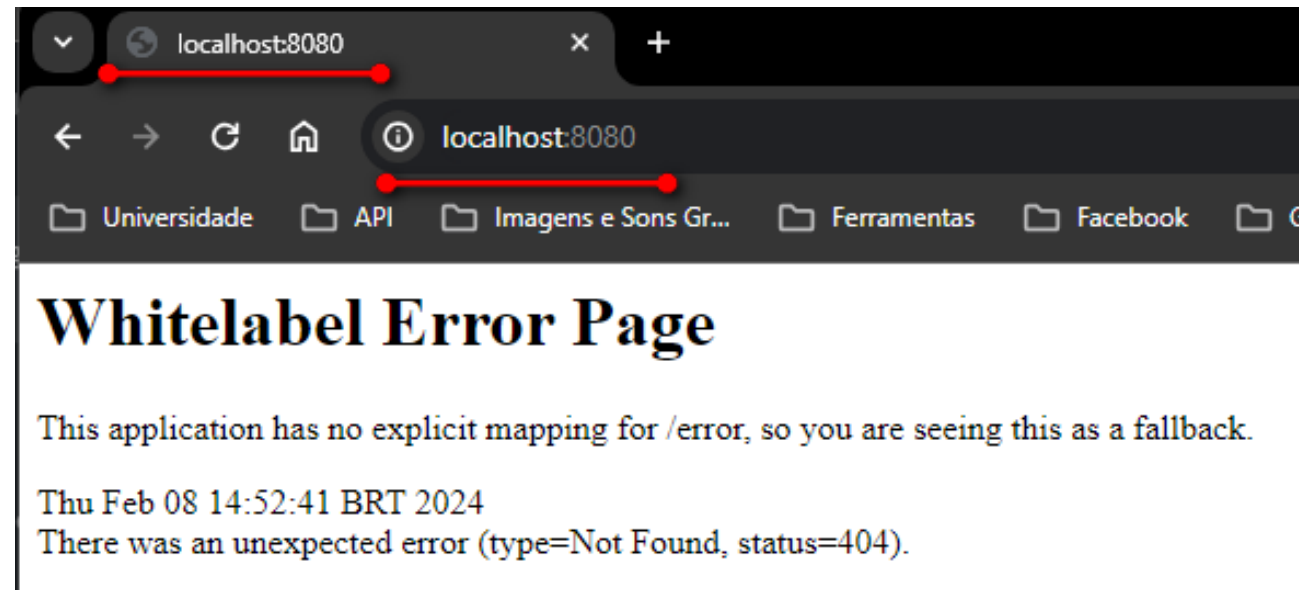 localhost:8080
localhost:8080
Universidade API Imagens e Sons Gr... Ferramentas Facebook
Whitelabel Error Page
This application has no explicit mapping for /error, so you are seeing this as a fallback.
Thu Feb 08 14:52:41 BRT 2024
There was an unexpected error (type=Not Found, status=404).